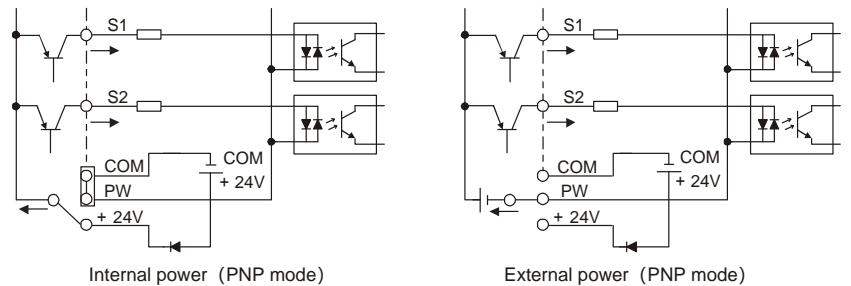 S1
S2
COM
COM
+ 24V
PW
+ 24V
Internal power (PNP mode)
S1
S2
COM
COM
+ 24V
PW
+ 24V
External power (PNP mode)